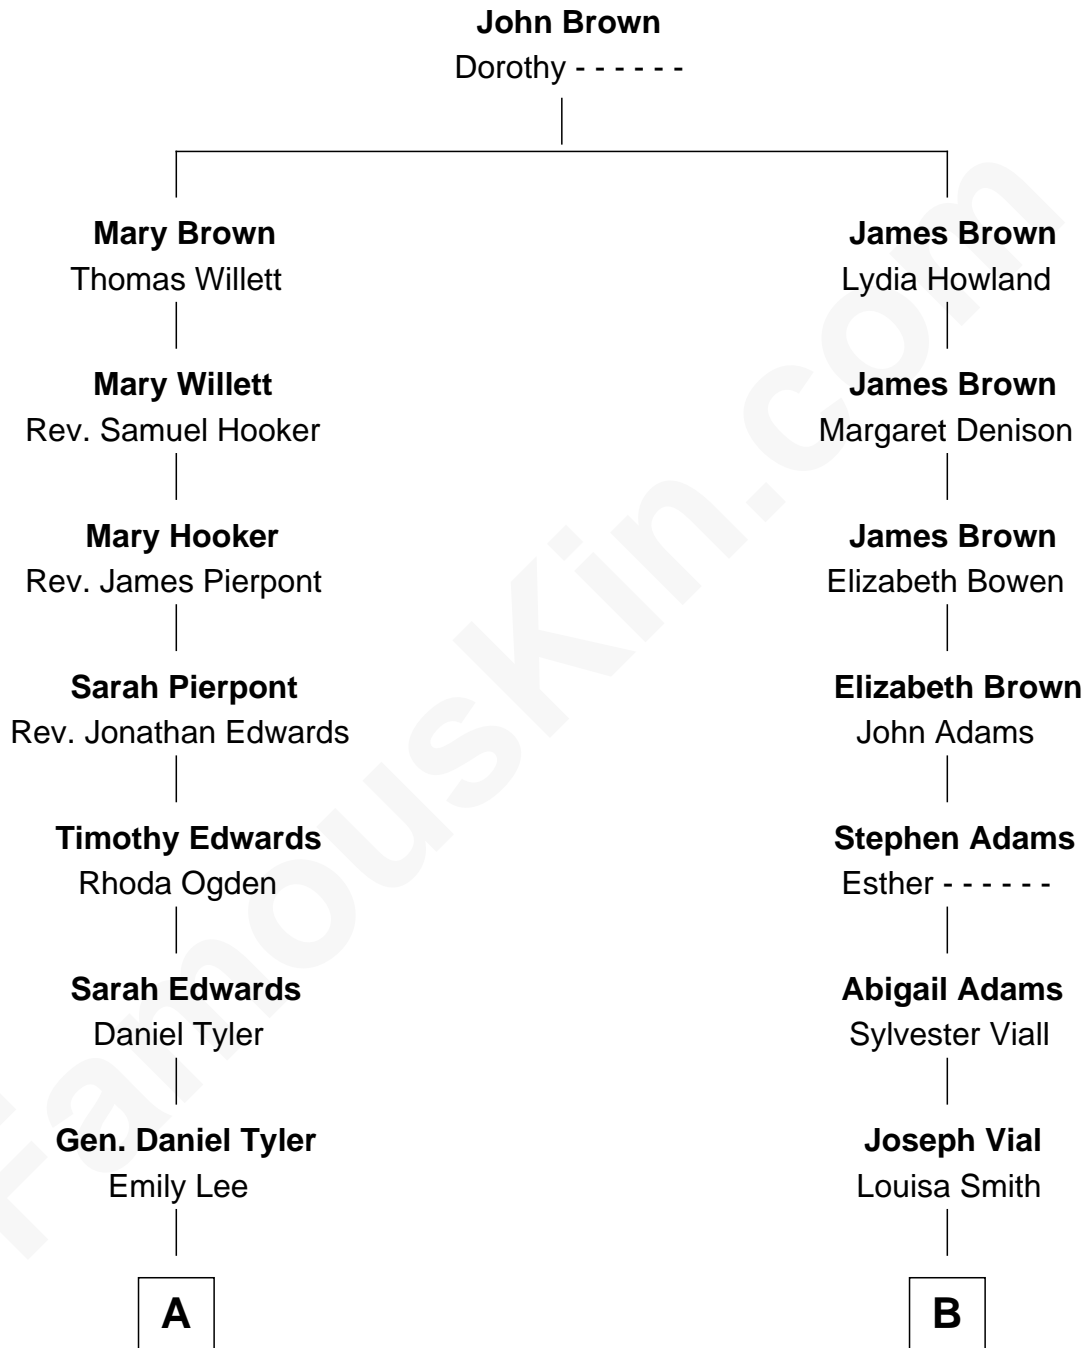 John Brown
Dorothy - - - - - -
Mary Brown
Thomas Willett
James Brown
Lydia Howland
Mary Willett
Rev. Samuel Hooker
James Brown
Margaret Denison
Mary Hooker
Rev. James Pierpont
James Brown
Elizabeth Bowen
Sarah Pierpont
Rev. Jonathan Edwards
Elizabeth Brown
John Adams
Timothy Edwards
Rhoda Ogden
Stephen Adams
Esther - - - - - -
Sarah Edwards
Daniel Tyler
Abigail Adams
Sylvester Viall
Gen. Daniel Tyler
Emily Lee
Joseph Vial
Louisa Smith
A
B
FamousKin.com